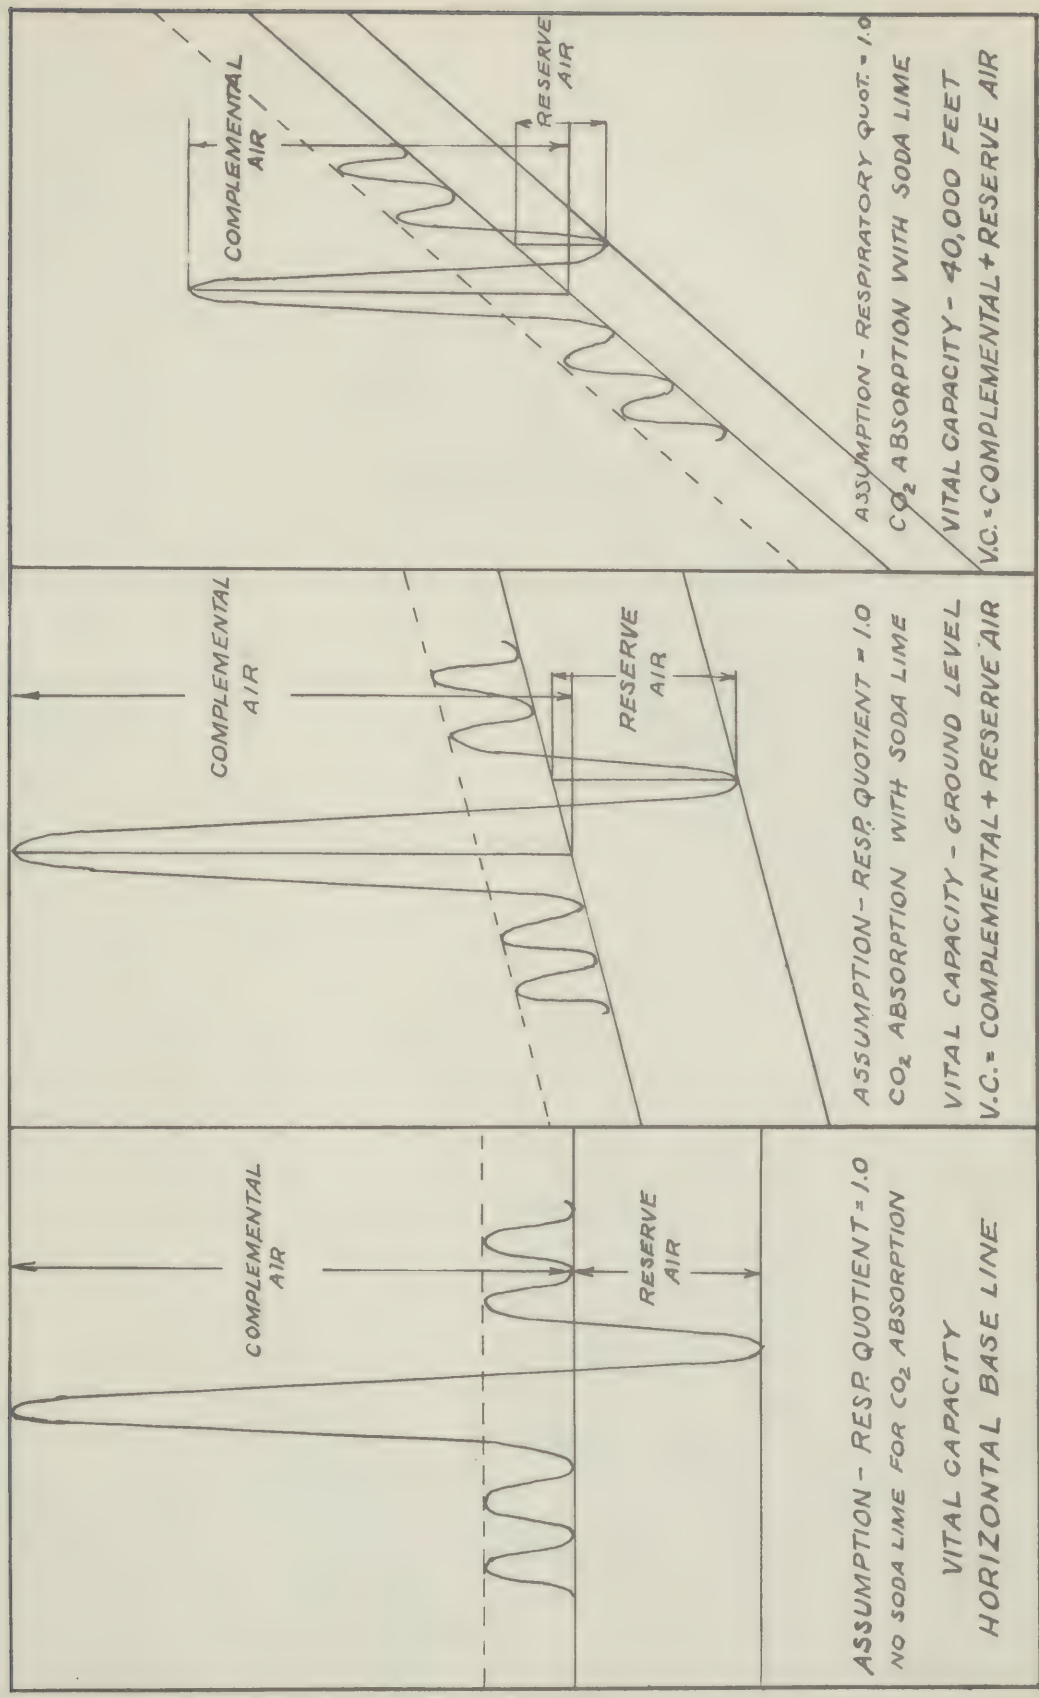 COMPLEMENTAL
AIR
RESERVE
AIR
ASSUMPTION - RESP. QUOTIENT = 1.0
NO SODA LIME FOR CO2 ABSORPTION
VITAL CAPACITY
HORIZONTAL BASE LINE
COMPLEMENTAL
AIR
RESERVE
AIR
ASSUMPTION - RESP. QUOTIENT = 1.0
CO2 ABSORPTION WITH SODA LIME
VITAL CAPACITY - GROUND LEVEL
V.C. = COMPLEMENTAL + RESERVE AIR
COMPLEMENTAL
AIR
RESERVE
AIR
ASSUMPTION - RESPIRATORY QUOT. = 1.0
CO2 ABSORPTION WITH SODA LIME
VITAL CAPACITY - 40,000 FEET
V.C. = COMPLEMENTAL + RESERVE AIR